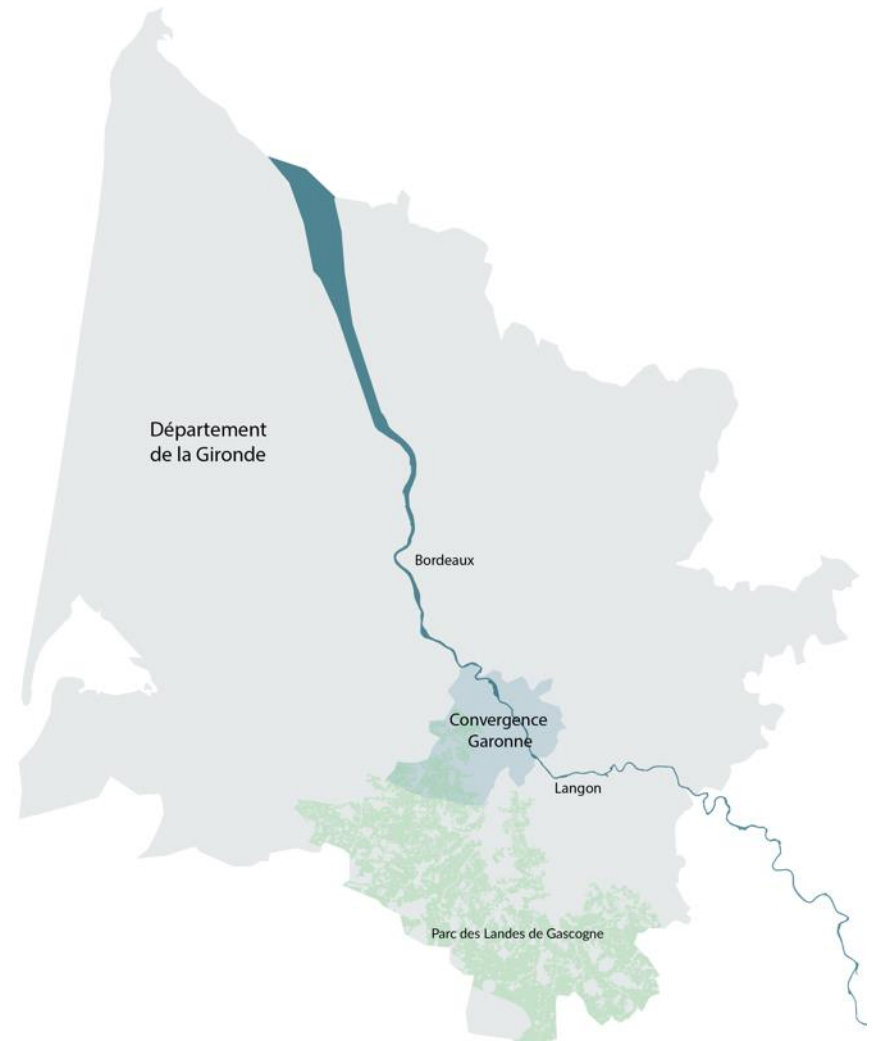 Département
de la Gironde
Bordeaux
Convergence
Garonne
Langon
Parc des Landes de Gascogne